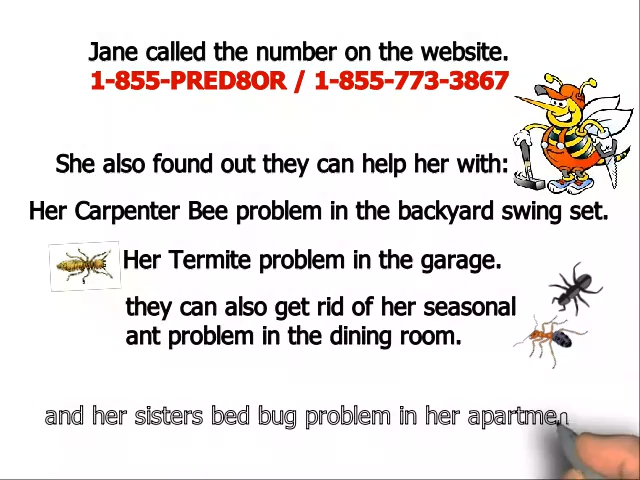 Jane called the number on the website.
1-855-PRED8OR / 1-855-773-3867
She also found out they can help her with:
Her Carpenter Bee problem in the backyard swing set.
Her Termite problem in the garage.
they can also get rid of her seasonal
ant problem in the dining room.
and her sisters bed bug problem in her apartmen